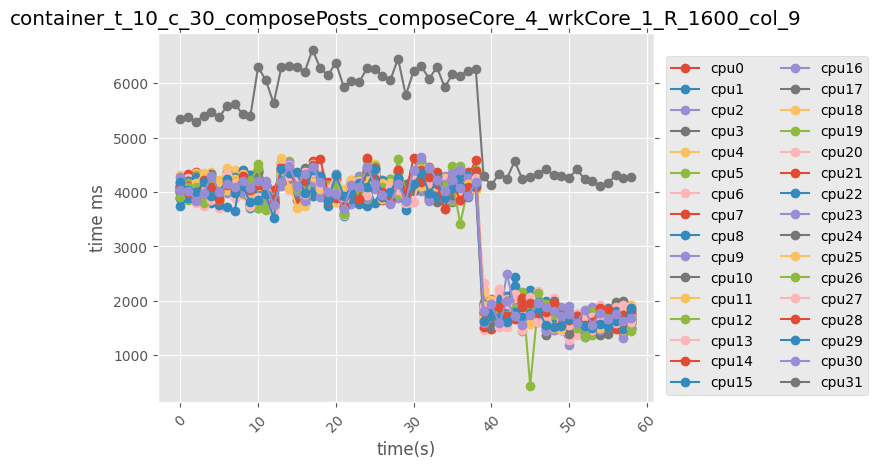 container_t_10_c_30_composePosts_composeCore_4_wrkCore_1_R_1600_col_9
time ms
6000
5000
4000
3000
2000
1000
0
10
20
30
40
50
60
time(s)
cpu0
cpu1
cpu2
cpu3
cpu4
cpu5
cpu6
cpu7
cpu8
cpu9
cpu10
cpu11
cpu12
cpu13
cpu14
cpu15
cpu16
cpu17
cpu18
cpu19
cpu20
cpu21
cpu22
cpu23
cpu24
cpu25
cpu26
cpu27
cpu28
cpu29
cpu30
cpu31